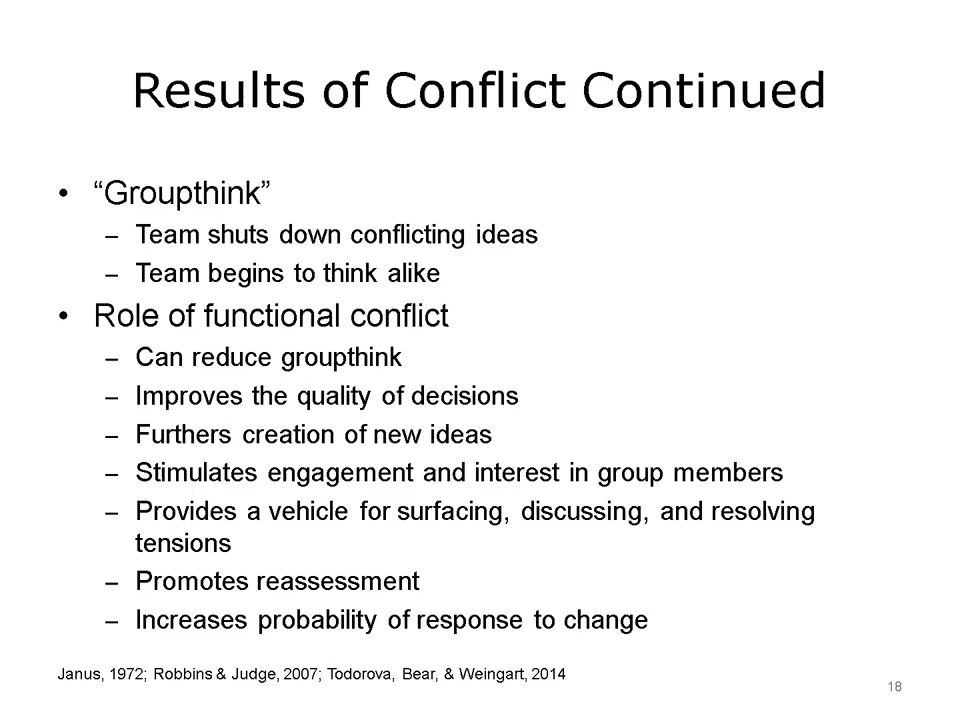 Results of Conflict Continued
• “Groupthink”
– Team shuts down conflicting ideas
– Team begins to think alike
• Role of functional conflict
– Can reduce groupthink
– Improves the quality of decisions
– Furthers creation of new ideas
– Stimulates engagement and interest in group members
– Provides a vehicle for surfacing, discussing, and resolving
tensions
– Promotes reassessment
– Increases probability of response to change
Janus, 1972; Robbins & Judge, 2007; Todorova, Bear, & Weingart, 2014
18